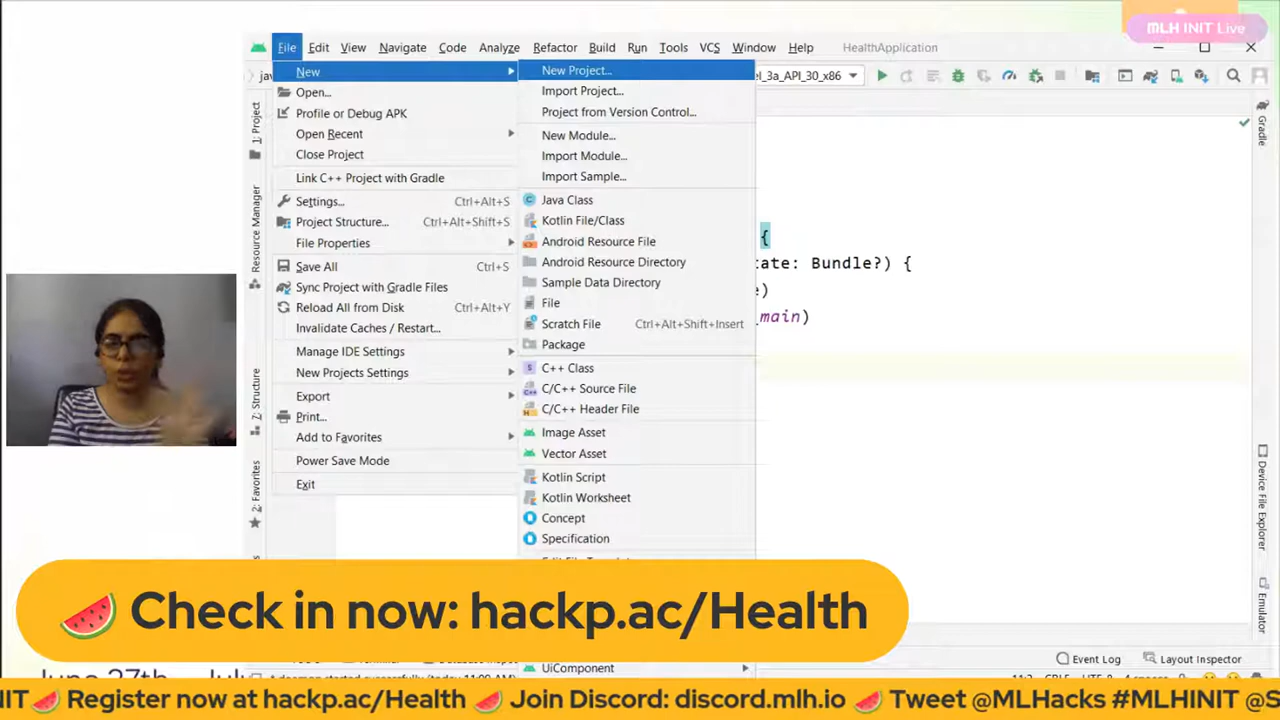 MLH INIT Live
File Edit View Navigate Code Analyze Refactor Build Run Tools VCS Window Help HealthApplication
New
Open...
Profile or Debug APK
Open Recent
Close Project
Link C++ Project with Gradle
Settings... Ctrl+Alt+S
Project Structure... Ctrl+Alt+Shift+S
File Properties
Save All Ctrl+S
Sync Project with Gradle Files
Reload All from Disk Ctrl+Alt+Y
Invalidate Caches / Restart...
Manage IDE Settings
New Projects Settings
Export
Print...
Add to Favorites
Power Save Mode
Exit
New Project...
Import Project...
Project from Version Control...
New Module...
Import Module...
Import Sample...
Java Class
Kotlin File/Class
Android Resource File
Android Resource Directory
Sample Data Directory
File
Scratch File Ctrl+Alt+Shift+Insert
Package
C++ Class
C/C++ Source File
C/C++ Header File
Image Asset
Vector Asset
Kotlin Script
Kotlin Worksheet
Concept
Specification
UiComponent
el_3a_API_30_x86
{
tate: Bundle?) {
e)
_main)
1: Project
Resource Manager
7: Structure
2: Favorites
Gradle
Device File Explorer
Emulator
🍉 Check in now: hackp.ac/Health
Event Log Layout Inspector
NIT 🍉 Register now at hackp.ac/Health 🍉 Join Discord: discord.mlh.io 🍉 Tweet @MLHacks #MLHINIT @S